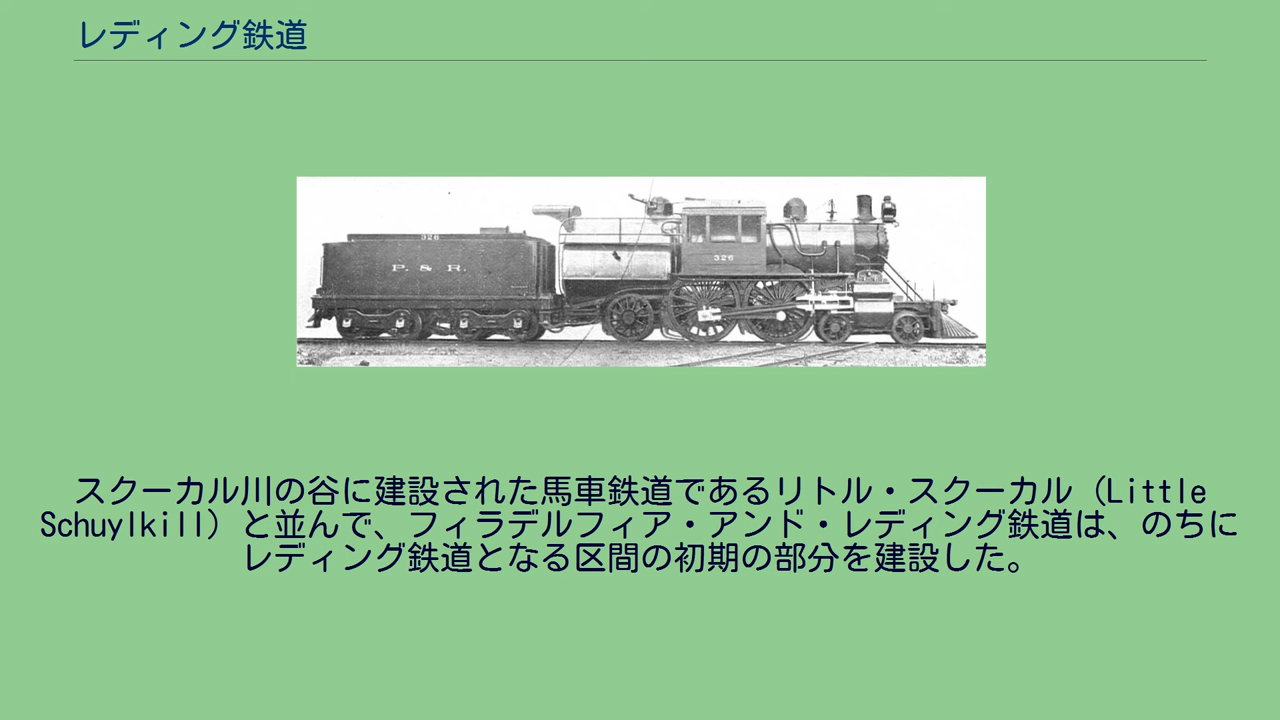 レディング鉄道
326
P. & R.
326
スクーカル川の谷に建設された馬車鉄道であるリトル・スクーカル（Little
Schuylkill）と並んで、フィラデルフィア・アンド・レディング鉄道は、のちに
レディング鉄道となる区間の初期の部分を建設した。